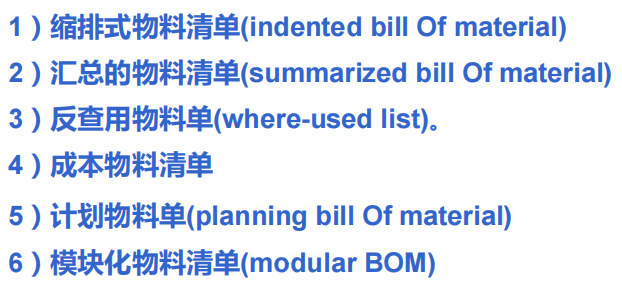 1）缩排式物料清单(indented bill Of material)
2）汇总的物料清单(summarized bill Of material)
3）反查用物料单(where-used list)。
4）成本物料清单
5）计划物料单(planning bill Of material)
6）模块化物料清单(modular BOM)